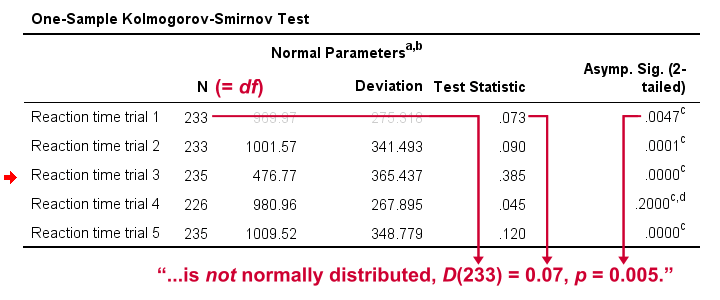 One-Sample Kolmogorov-Smirnov Test
Normal Parametersa,b
N (= df) Deviation Test Statistic Asymp. Sig. (2-
tailed)
Reaction time trial 1 233 275.318 .073 .0047c
Reaction time trial 2 233 1001.57 341.493 .090 .0001c
Reaction time trial 3 235 476.77 365.437 .385 .0000c
Reaction time trial 4 226 980.96 267.895 .045 .2000c,d
Reaction time trial 5 235 1009.52 348.779 .120 .0000c
“...is not normally distributed, D(233) = 0.07, p = 0.005.”